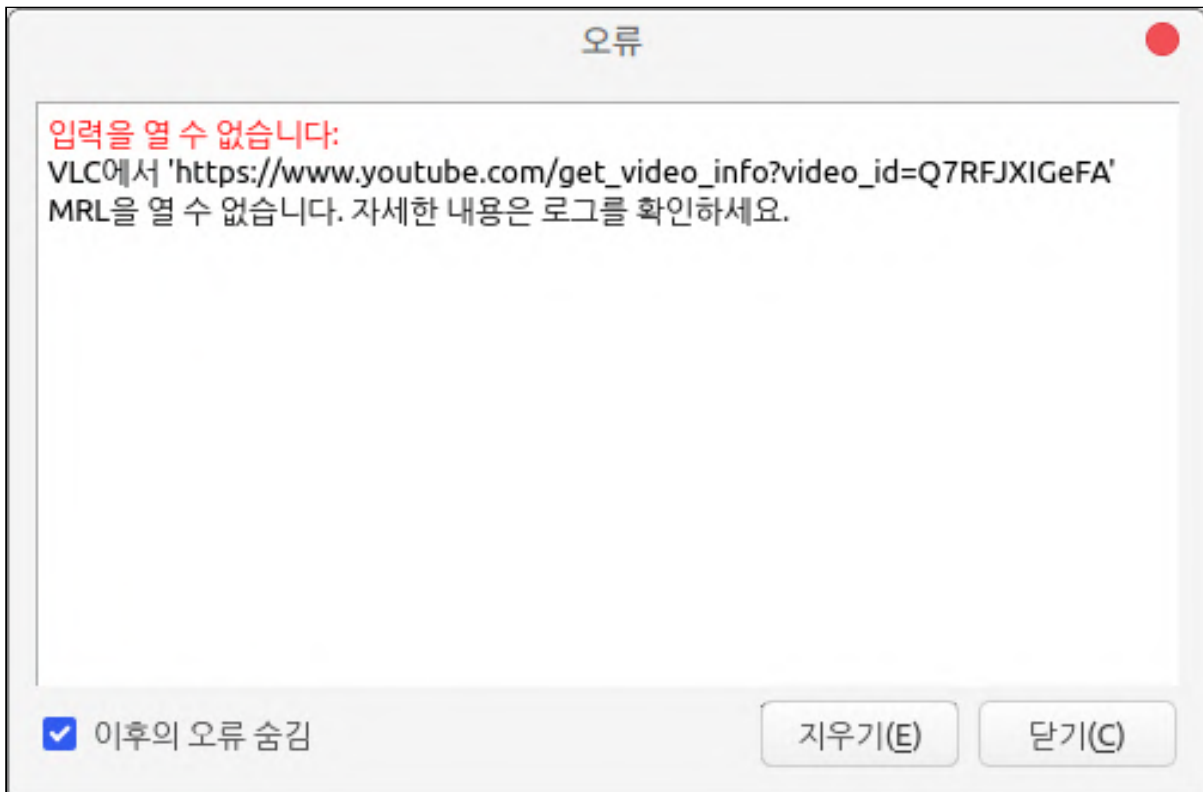 오류
입력을 열 수 없습니다:
VLC에서 'https://www.youtube.com/get_video_info?video_id=Q7RFJXIGeFA'
MRL을 열 수 없습니다. 자세한 내용은 로그를 확인하세요.
이후의 오류 숨김
지우기(E)
닫기(C)